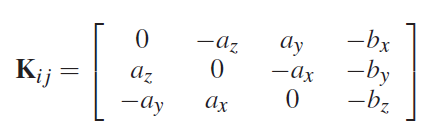 0 −a_z a_y −b_x
K_ij = a_z 0 −a_x −b_y
−a_y a_x 0 −b_z